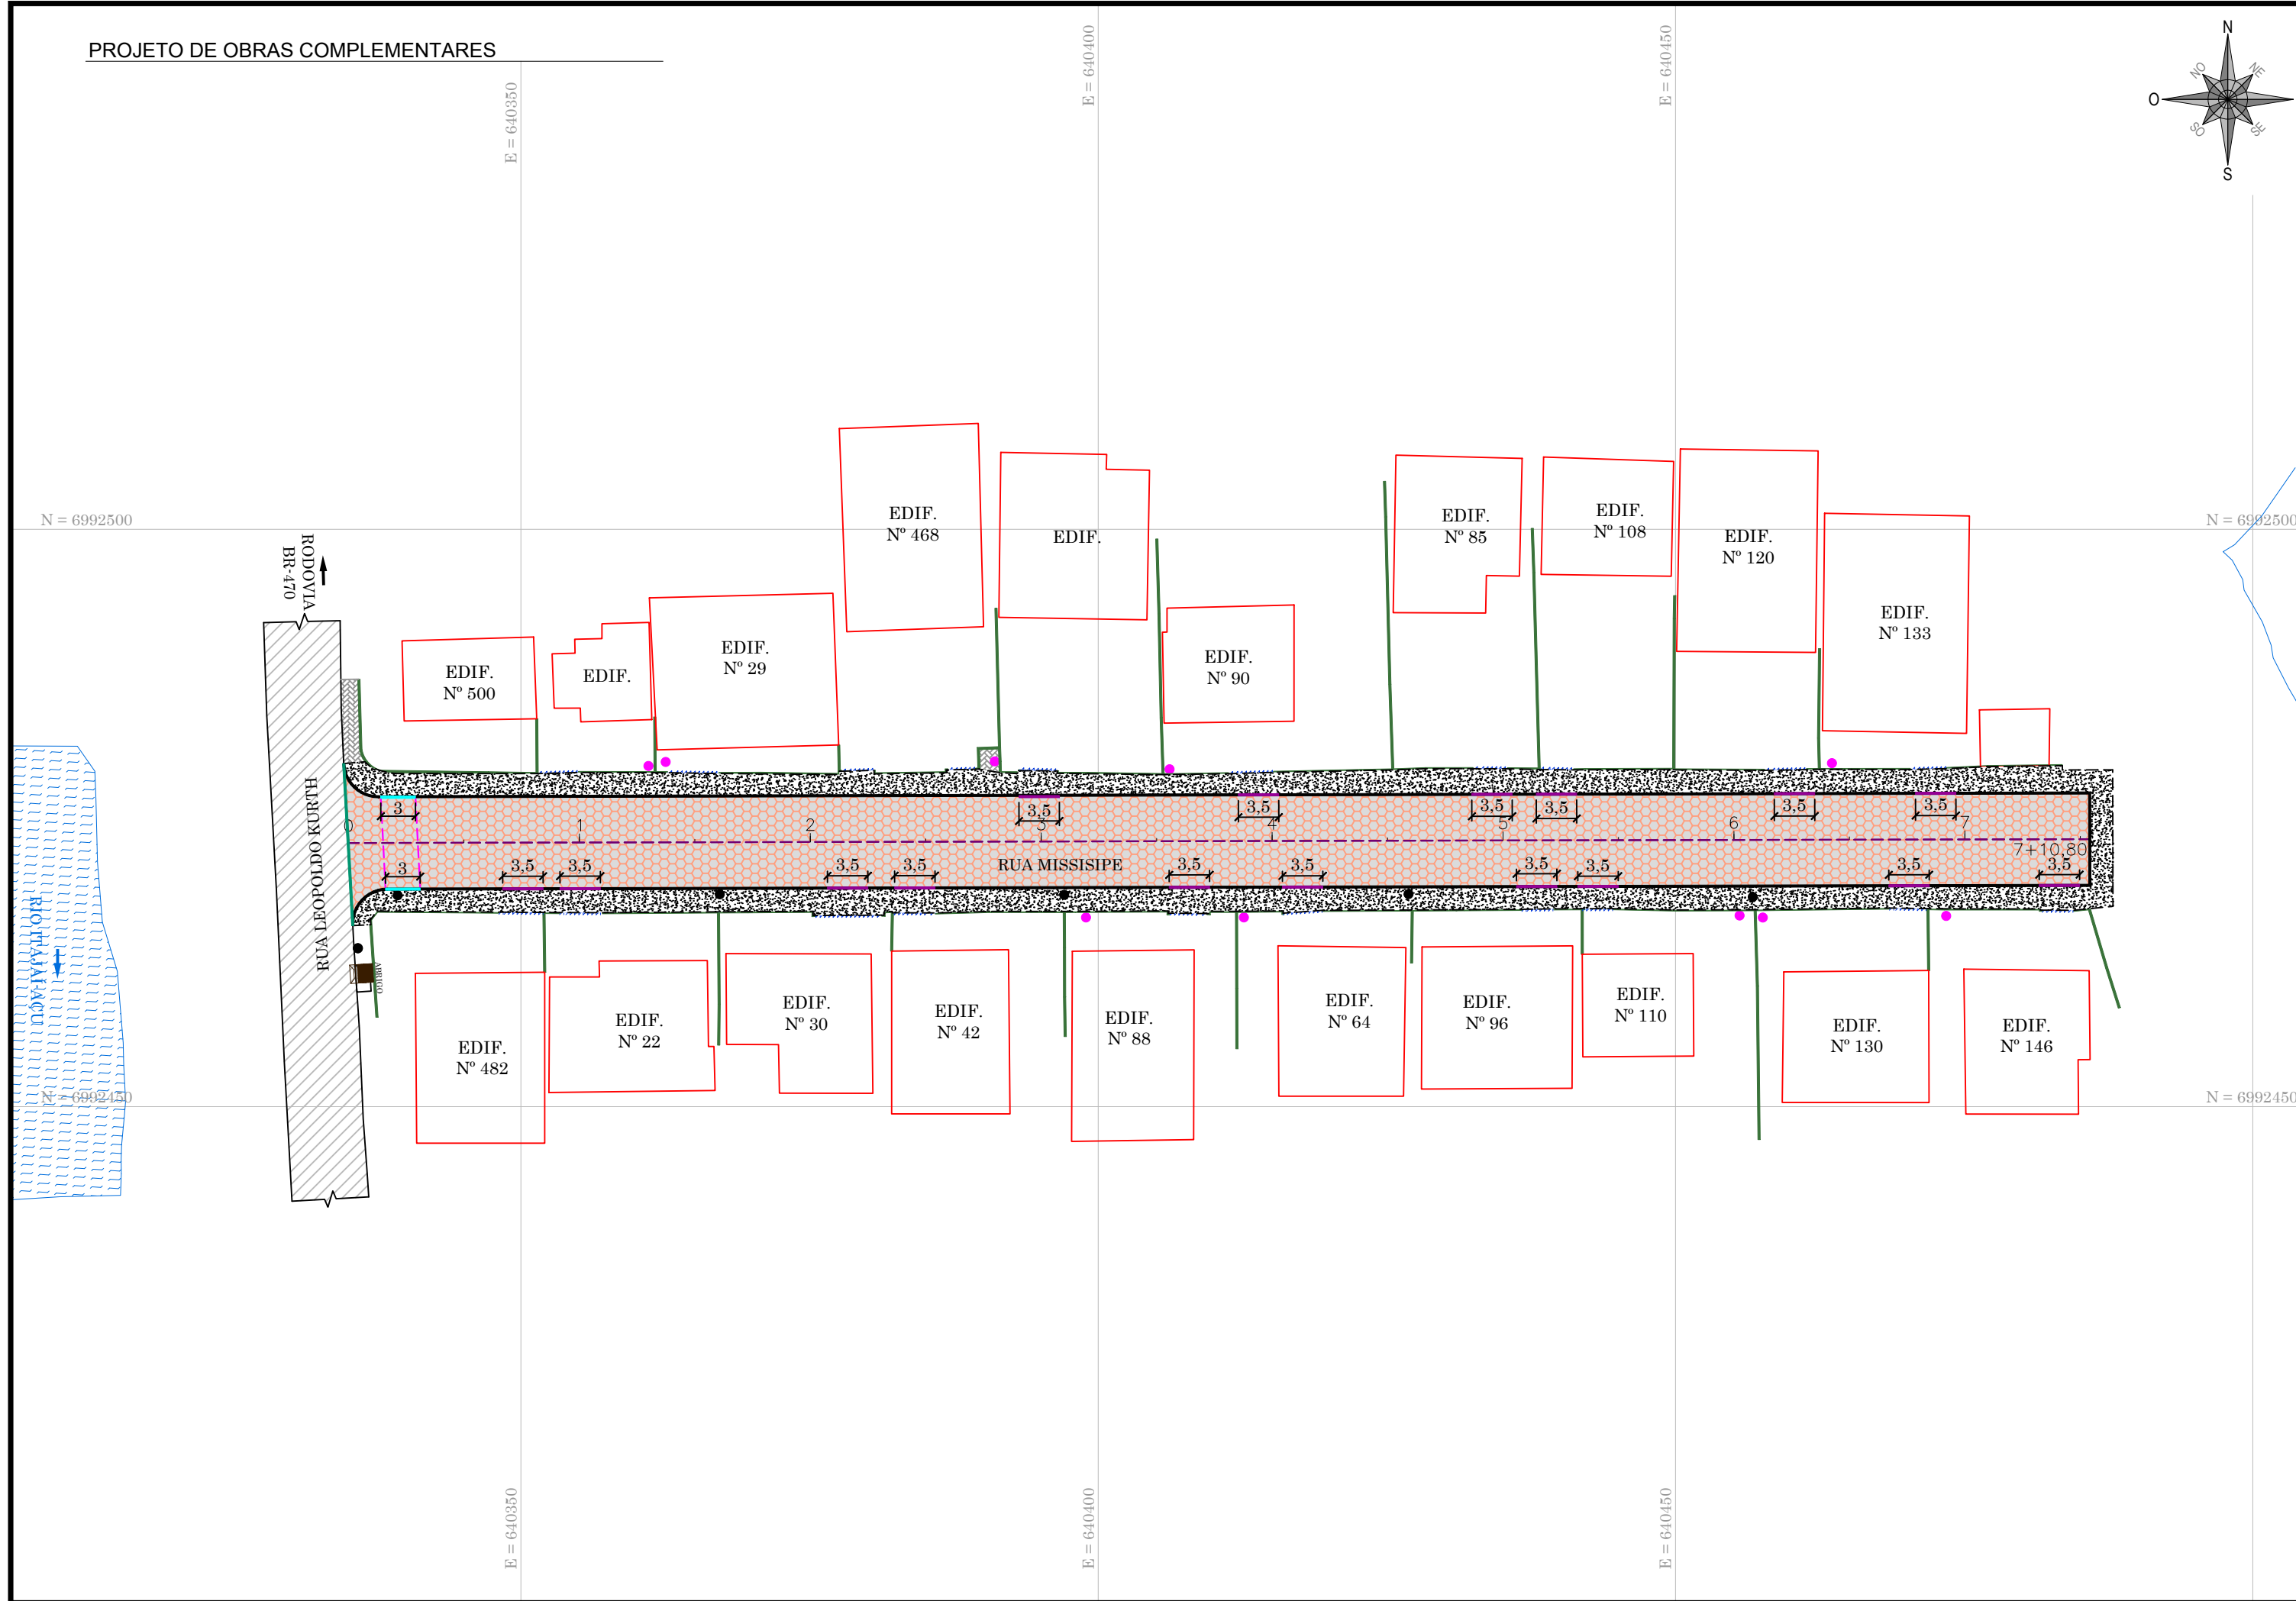 PROJETO DE OBRAS COMPLEMENTARES
E = 640350
E = 640400
E = 640450
N
NO
NE
O
SO
SE
S
N = 6992500
N = 6992500
RODOVIA
BR-470
EDIF.
Nº 468
EDIF.
EDIF.
Nº 85
EDIF.
Nº 108
EDIF.
Nº 120
EDIF.
Nº 133
EDIF.
Nº 500
EDIF.
EDIF.
Nº 29
EDIF.
Nº 90
RUA LEOPOLDO KURTH
3
3,5
3,5
3,5
3,5
3,5
3,5
0
1
2
3
4
5
6
7
7+10,80
RUA MISSISIPE
3
3,5
3,5
3,5
3,5
3,5
3,5
3,5
3,5
3,5
3,5
RIO ITAJAÍ-AÇU
ABRIGO
EDIF.
Nº 482
EDIF.
Nº 22
EDIF.
Nº 30
EDIF.
Nº 42
EDIF.
Nº 88
EDIF.
Nº 64
EDIF.
Nº 96
EDIF.
Nº 110
EDIF.
Nº 130
EDIF.
Nº 146
N = 6992450
N = 6992450
E = 640350
E = 640400
E = 640450